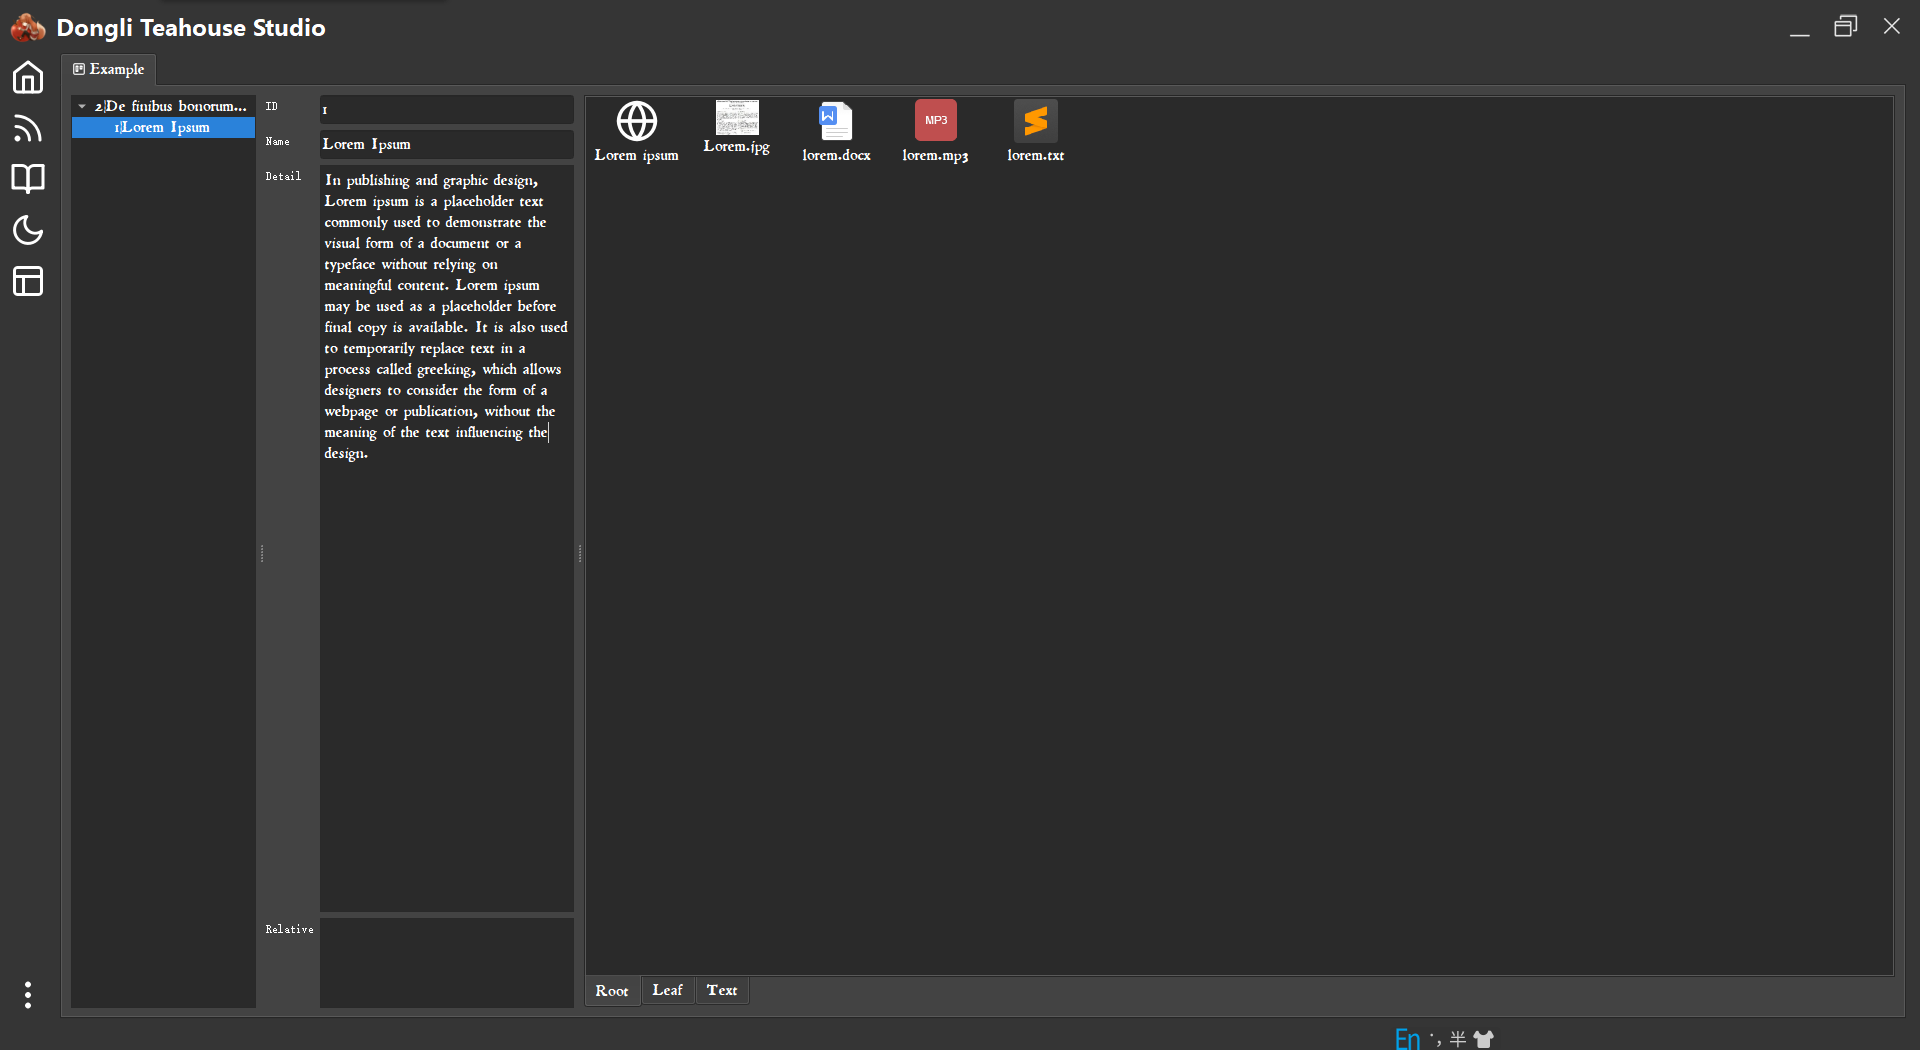 Dongli Teahouse Studio
Example
2|De finibus bonorum...
1|Lorem Ipsum
ID
1
Name
Lorem Ipsum
Detail
In publishing and graphic design,
Lorem ipsum is a placeholder text
commonly used to demonstrate the
visual form of a document or a
typeface without relying on
meaningful content. Lorem ipsum
may be used as a placeholder before
final copy is available. It is also used
to temporarily replace text in a
process called greeking, which allows
designers to consider the form of a
webpage or publication, without the
meaning of the text influencing the
design.
Relative
W
MP3
Lorem ipsum
Lorem.jpg
lorem.docx
lorem.mp3
lorem.txt
Root
Leaf
Text
En
半